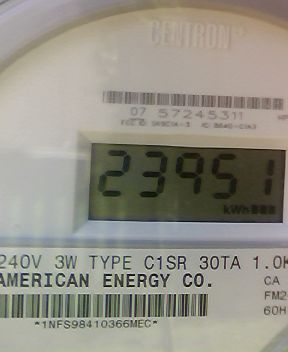 CENTRON
07 57245311
23951
kWh
240V 3W TYPE C1SR 30TA 1.0K
AMERICAN ENERGY CO.
CA
FM2
60H
*1NFS98410366MEC*